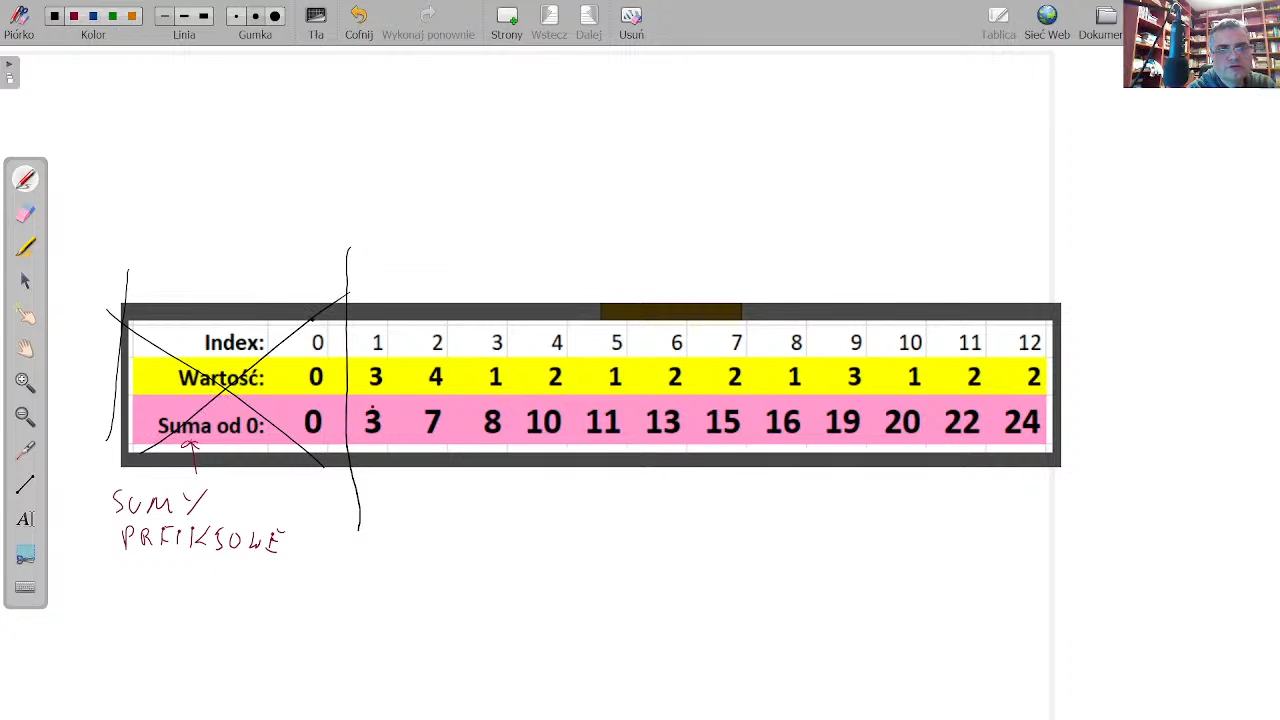 Piórko Kolor Linia Gumka Tła Cofnij Wykonaj ponownie Strony Wstecz Dalej Usuń Tablica Sieć Web Dokumen
Index: 0 1 2 3 4 5 6 7 8 9 10 11 12
Wartość: 0 3 4 1 2 1 2 2 1 3 1 2 2
Suma od 0: 0 3 7 8 10 11 13 15 16 19 20 22 24
SUMY
PREFIKSOWE